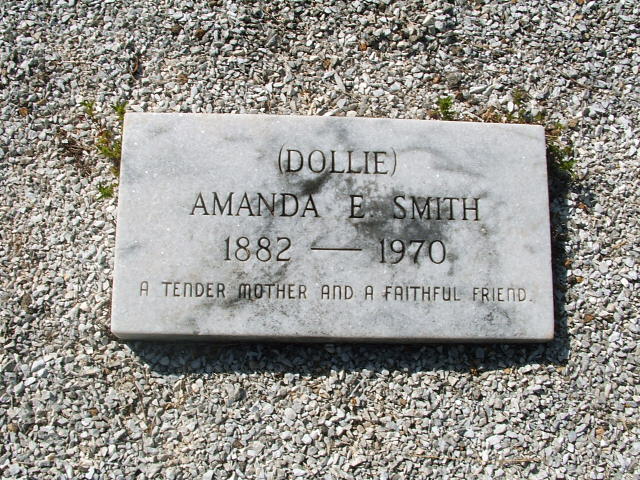 (DOLLIE)
AMANDA E. SMITH
1882 — 1970
A TENDER MOTHER AND A FAITHFUL FRIEND.